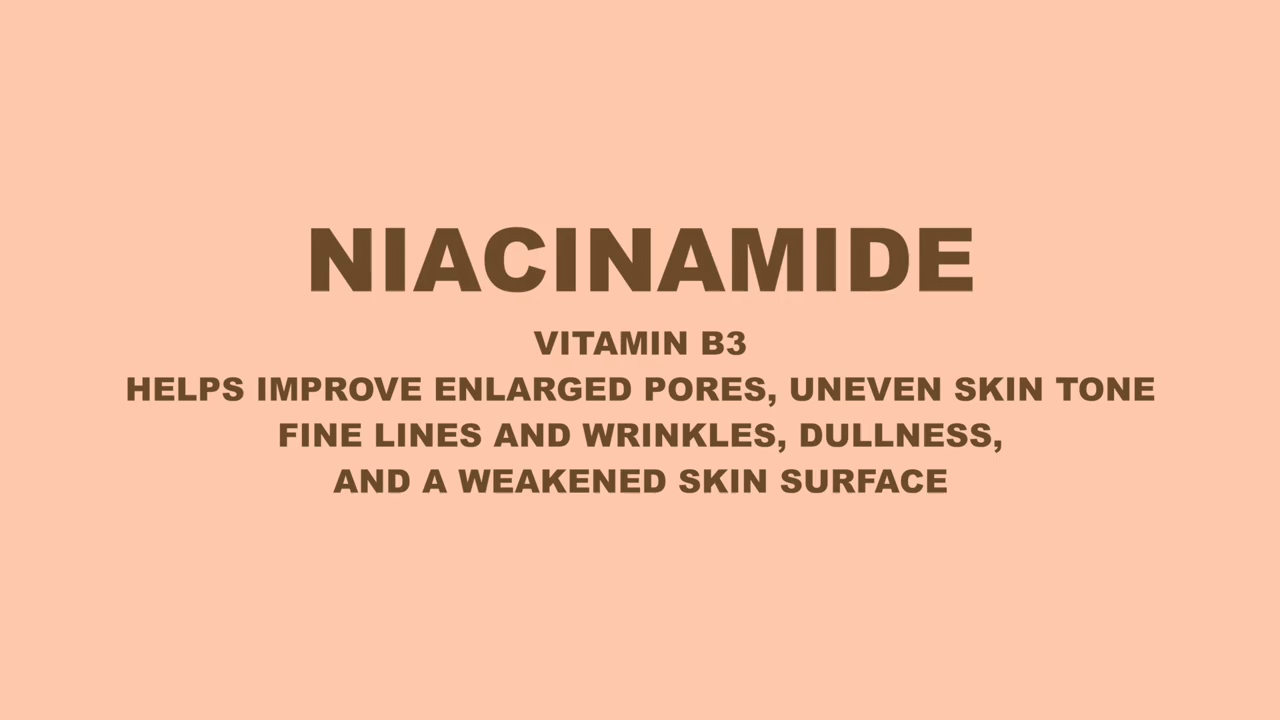 NIACINAMIDE
VITAMIN B3
HELPS IMPROVE ENLARGED PORES, UNEVEN SKIN TONE
FINE LINES AND WRINKLES, DULLNESS,
AND A WEAKENED SKIN SURFACE